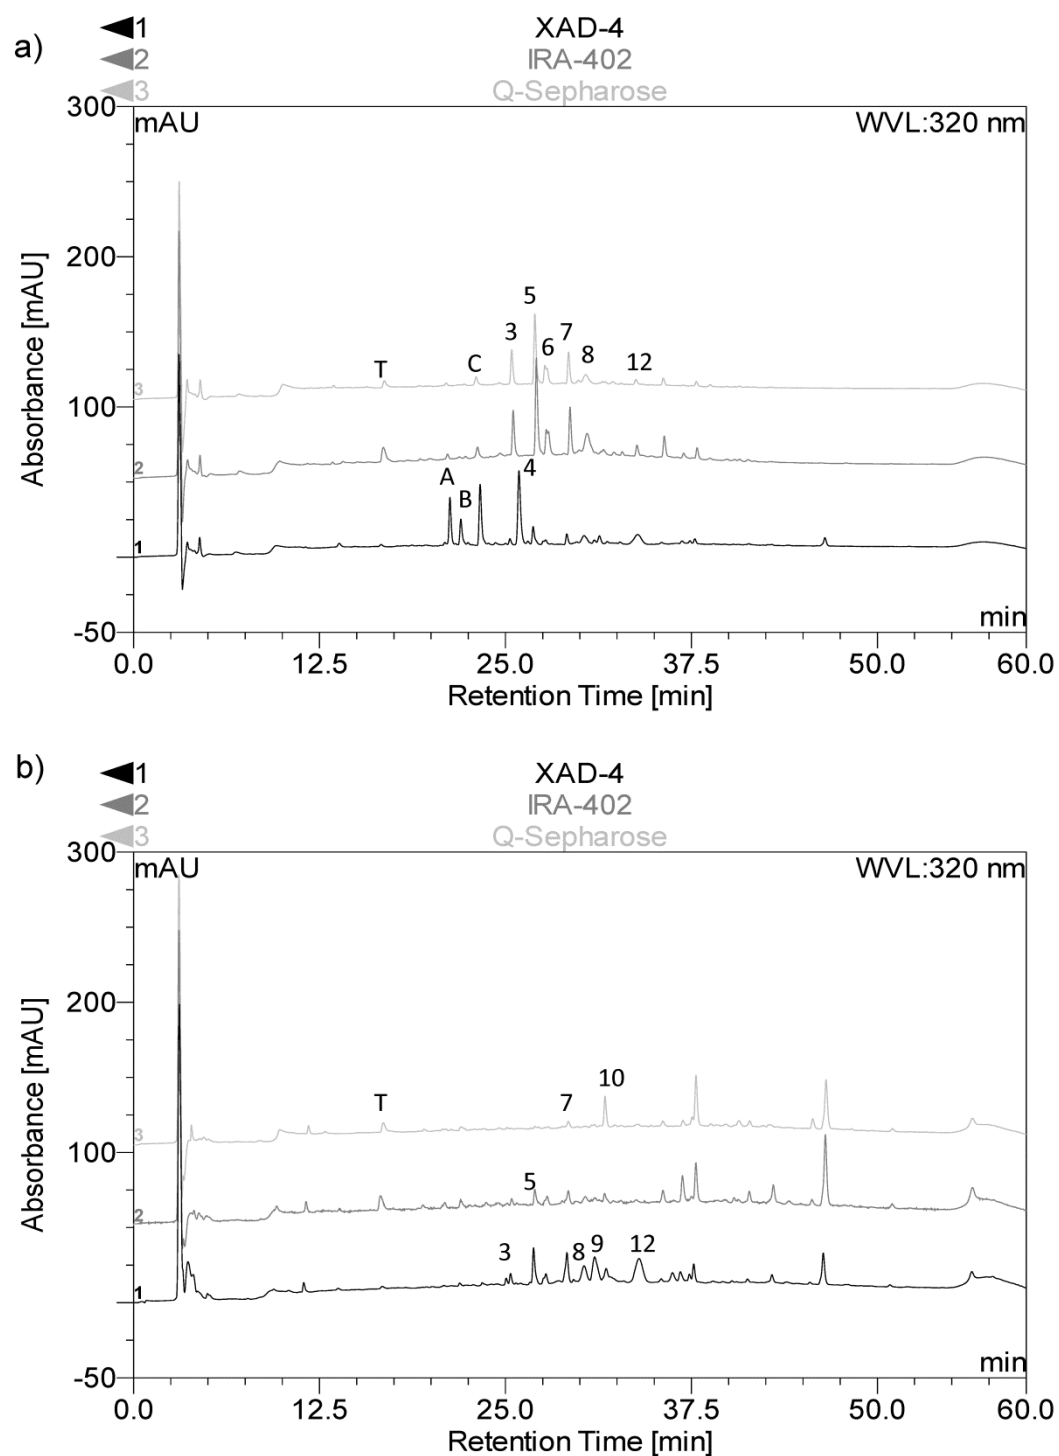 a)
1 XAD-4
2 IRA-402
3 Q-Sepharose
300
mAU WVL:320 nm
200
5
3 6 7 8 12
T C
3
100
2
A B 4
1
min
-50
0.0 12.5 25.0 37.5 50.0 60.0
Absorbance [mAU]
Retention Time [min]
b)
1 XAD-4
2 IRA-402
3 Q-Sepharose
300
mAU WVL:320 nm
200
T 7 10
3
100
5
2
3 8 9 12
1
min
-50
0.0 12.5 25.0 37.5 50.0 60.0
Absorbance [mAU]
Retention Time [min]